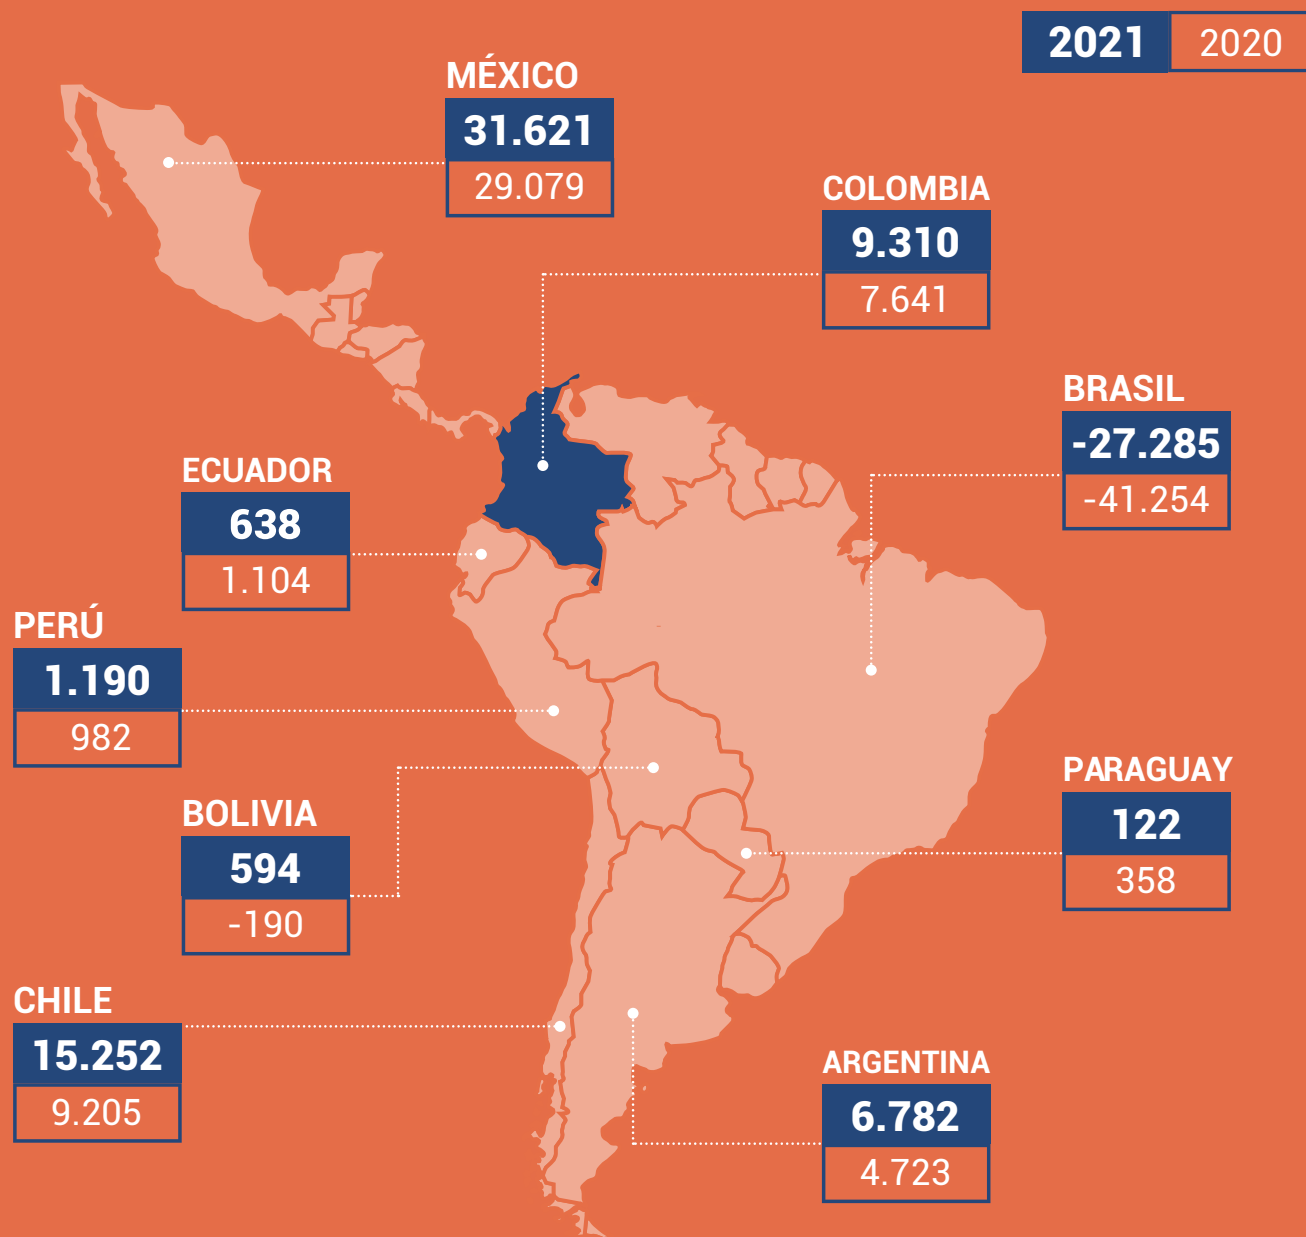 2021 2020
MÉXICO
31.621
29.079
COLOMBIA
9.310
7.641
BRASIL
-27.285
-41.254
ECUADOR
638
1.104
PERÚ
1.190
982
BOLIVIA
594
-190
PARAGUAY
122
358
CHILE
15.252
9.205
ARGENTINA
6.782
4.723